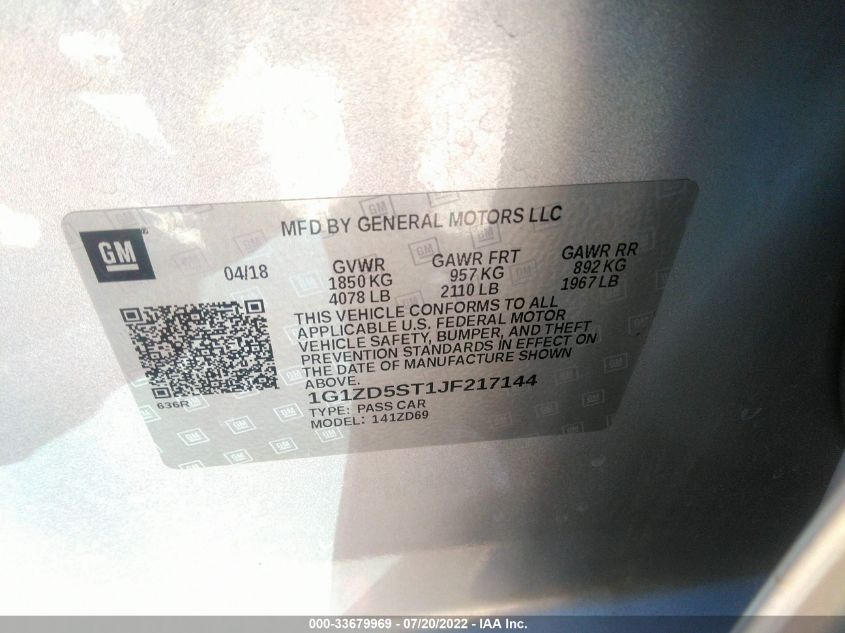 MFD BY GENERAL MOTORS LLC
GM
04/18
GVWR
1850 KG
4078 LB
GAWR FRT
957 KG
2110 LB
GAWR RR
892 KG
1967 LB
THIS VEHICLE CONFORMS TO ALL
APPLICABLE U.S. FEDERAL MOTOR
VEHICLE SAFETY, BUMPER, AND THEFT
PREVENTION STANDARDS IN EFFECT ON
THE DATE OF MANUFACTURE SHOWN
ABOVE.
636R
1G1ZD5ST1JF217144
TYPE: PASS CAR
MODEL: 141ZD69
000-33679969 - 07/20/2022 - IAA Inc.